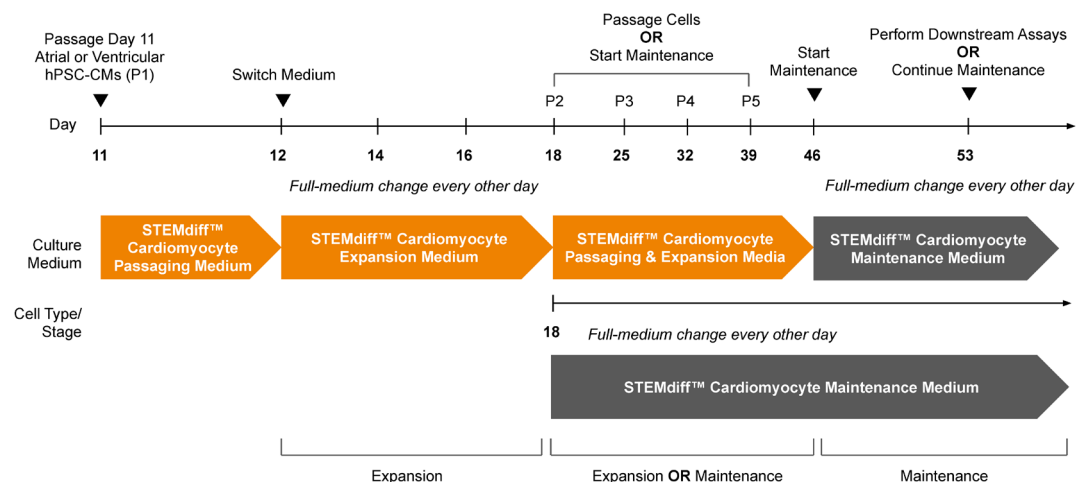 Passage Day 11
Atrial or Ventricular
hPSC-CMs (P1)
Switch Medium
Passage Cells
OR
Start Maintenance
Start
Maintenance
Perform Downstream Assays
OR
Continue Maintenance
P2 P3 P4 P5
Day
11 12 14 16 18 25 32 39 46 53
Full-medium change every other day
Full-medium change every other day
Culture
Medium
STEMdiff™
Cardiomyocyte
Passaging Medium
STEMdiff™ Cardiomyocyte
Expansion Medium
STEMdiff™ Cardiomyocyte
Passaging & Expansion Media
STEMdiff™ Cardiomyocyte
Maintenance Medium
Cell Type/
Stage
18
Full-medium change every other day
STEMdiff™ Cardiomyocyte Maintenance Medium
Expansion
Expansion OR Maintenance
Maintenance